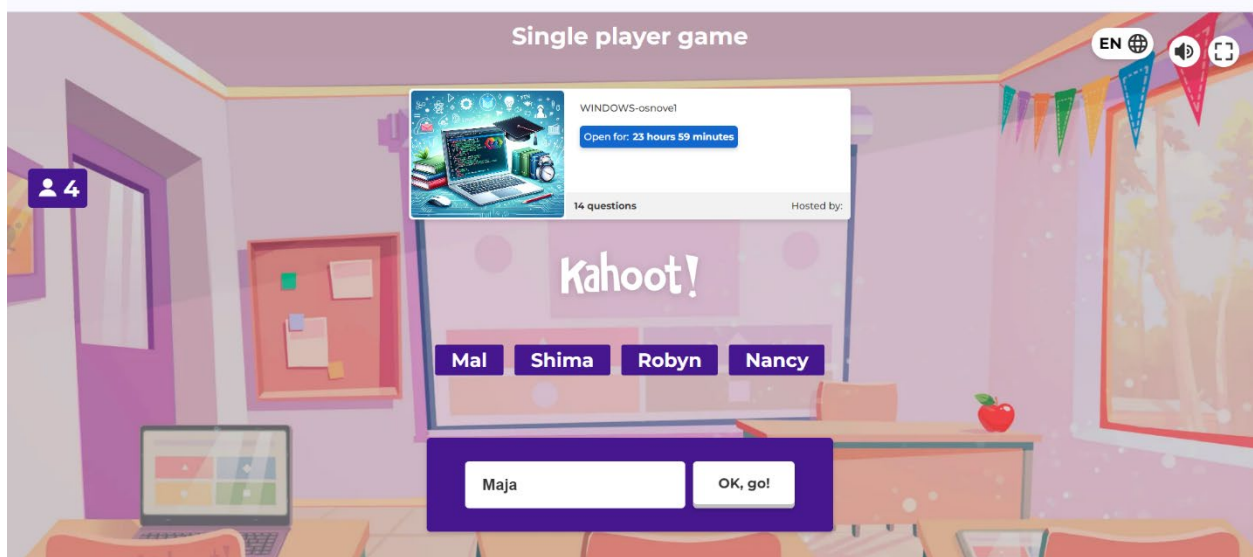 Single player game
EN
WINDOWS-osnove1
Open for: 23 hours 59 minutes
14 questions Hosted by:
4
Kahoot!
Mal Shima Robyn Nancy
Maja OK, go!